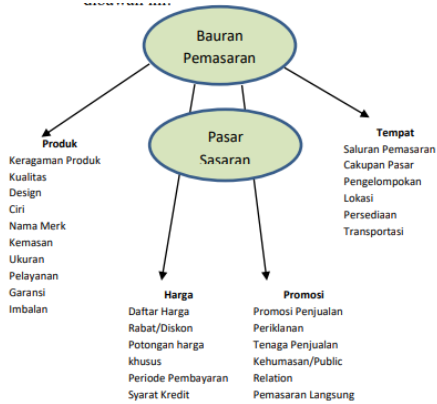 Bauran
Pemasaran
Pasar
Sasaran
Produk
Keragaman Produk
Kualitas
Design
Ciri
Nama Merk
Kemasan
Ukuran
Pelayanan
Garansi
Imbalan
Tempat
Saluran Pemasaran
Cakupan Pasar
Pengelompokan
Lokasi
Persediaan
Transportasi
Harga
Daftar Harga
Rabat/Diskon
Potongan harga
khusus
Periode Pembayaran
Syarat Kredit
Promosi
Promosi Penjualan
Periklanan
Tenaga Penjualan
Kehumasan/Public
Relation
Pemasaran Langsung